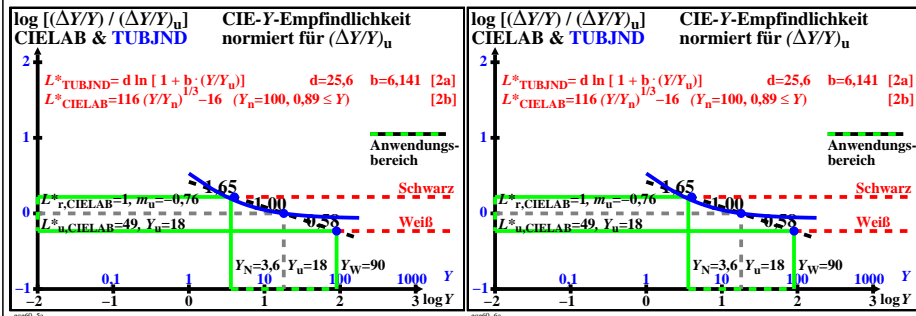 log [(ΔY/Y) / (ΔY/Y)u]
CIELAB & TUBJND
CIE-Y-Empfindlichkeit
normiert für (ΔY/Y)u
2
L*TUBJND= d ln [ 1 + b·(Y/Yu)] d=25,6 b=6,141 [2a]
L*CIELAB=116 (Y/Yn)1/3−16 (Yn=100, 0,89 ≤ Y) [2b]
1
Anwendungs-
bereich
1.65
Schwarz
L*r,CIELAB=1, mu=−0,76
1.00
0
0.58
Weiß
L*u,CIELAB=49, Yu=18
YN=3,6 Yu=18 YW=90
0,1 1 10 100 1000 Y
−1
−2 −1 0 1 2 3 log Y
log [(ΔY/Y) / (ΔY/Y)u]
CIELAB & TUBJND
CIE-Y-Empfindlichkeit
normiert für (ΔY/Y)u
2
L*TUBJND= d ln [ 1 + b·(Y/Yu)] d=25,6 b=6,141 [2a]
L*CIELAB=116 (Y/Yn)1/3−16 (Yn=100, 0,89 ≤ Y) [2b]
1
Anwendungs-
bereich
1.65
Schwarz
L*r,CIELAB=1, mu=−0,76
1.00
0
0.58
Weiß
L*u,CIELAB=49, Yu=18
YN=3,6 Yu=18 YW=90
0,1 1 10 100 1000 Y
−1
−2 −1 0 1 2 3 log Y